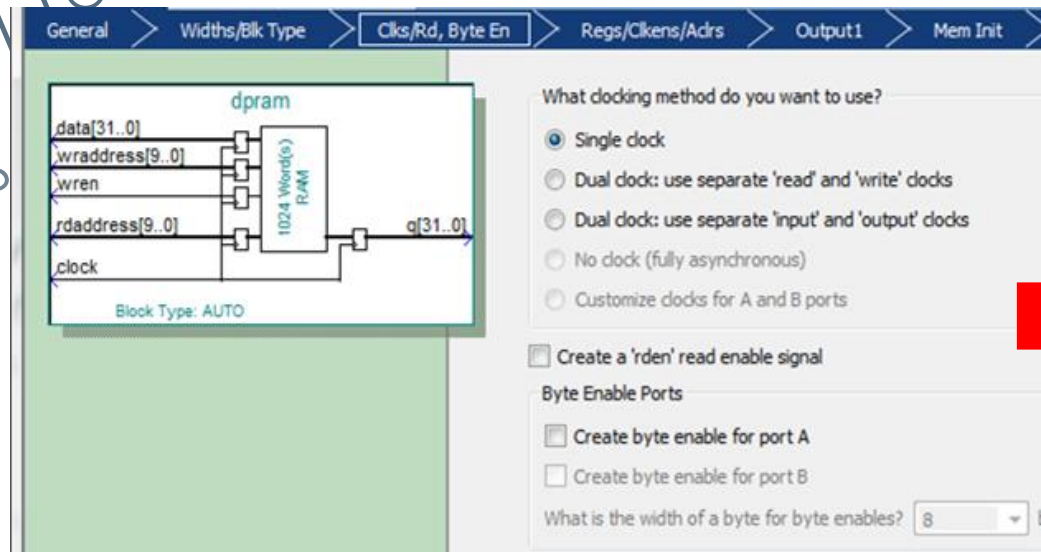 General
Widths/Blk Type
Clks/Rd, Byte En
Regs/Clkens/Aclrs
Output1
Mem Init
dpram
data[31..0]
wraddress[9..0]
wren
rdaddress[9..0]
clock
1024 Word(s)
RAM
q[31..0]
Block Type: AUTO
What clocking method do you want to use?
Single clock
Dual clock: use separate 'read' and 'write' clocks
Dual clock: use separate 'input' and 'output' clocks
No clock (fully asynchronous)
Customize clocks for A and B ports
Create a 'rden' read enable signal
Byte Enable Ports
Create byte enable for port A
Create byte enable for port B
What is the width of a byte for byte enables? 8